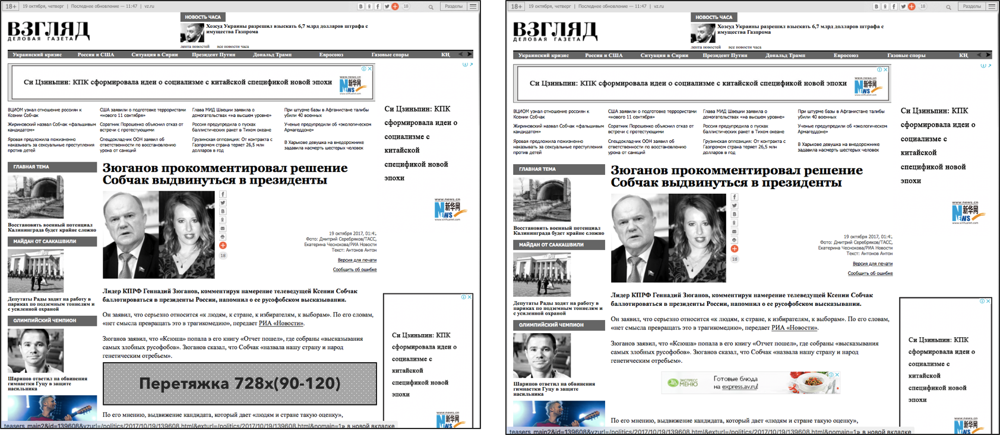 18+ 19 октября, четверг | Последнее обновление — 11:47 | vz.ru
18
Разделы
ВЗГЛЯД
ДЕЛОВАЯ ГАЗЕТА
НОВОСТЬ ЧАСА
Хозсуд Украины разрешил взыскать 6,7 млрд долларов штрафа с
имущества Газпрома
лента новостей все новости часа
Украинский кризис Россия и США Ситуация в Сирии Президент Путин Дональд Трамп Евросоюз Газовые споры
Си Цзиньпин: КПК сформировала идеи о социализме с китайской спецификой новой эпохи
www.news.cn
新华网
NEWS
www.xinhuanet.com
ВЦИОМ узнал отношение россиян к
Ксении Собчак
Жириновский назвал Собчак «фальшивым
кандидатом»
Яровая предложила пожизненно
наказывать за сексуальные преступления
против детей
США заявили о подготовке террористами
«нового 11 сентября»
Соратник Порошенко объяснил отказ от
встречи с протестующими
Спецдокладчик ООН заявил об
ответственности по восстановлению
урона от санкций
Глава МИД Швеции заявила о
домогательствах «на высшем уровне»
Россия предупредила о пусках
баллистических ракет в Тихом океане
Грузинская оппозиция: От контракта с
Газпромом страна теряет 26,5 млн
долларов в год
При штурме базы в Афганистане талибы
убили 40 военных
Ученые предупредили об «экологическом
Армагеддоне»
В Харькове девушка на внедорожнике
задавила насмерть шестерых человек
Си Цзиньпин: КПК
сформировала идеи о
социализме с
китайской
спецификой новой
эпохи
www.news.cn
新华网
NEWS
www.xinhuanet.com
ГЛАВНАЯ ТЕМА
Восстановить военный потенциал
Калининграда будет крайне сложно
МАЙДАН ОТ СААКАШВИЛИ
Депутаты Рады ходят на работу в
париках по подземным тоннелям и
с усиленной охраной
ОЛИМПИЙСКИЙ ЧЕМПИОН
Шарипов ответил на обвинения
гимнастки Гуцу в защите
насильника
Зюганов прокомментировал решение
Собчак выдвинуться в президенты
18
19 октября 2017,
Фото: Дмитрий Серебряков/ТАСС,
Екатерина Чеснокова/РИА Новости
Текст: Антонов Антон
Версия для печати
Сообщить об ошибке
Лидер КПРФ Геннадий Зюганов, комментируя намерение телеведущей Ксении Собчак
баллотироваться в президенты России, напомнил о ее русофобском высказывании.
Он заявил, что серьезно относится «к людям, к стране, к избирателям, к выборам». По его словам,
«нет смысла превращать это в трагикомедию», передает РИА «Новости».
Зюганов заявил, что «Ксюша» попала в его книгу «Отчет пошел», где собраны «высказывания
самых злобных русофобов». Зюганов сказал, что Собчак «назвала нашу страну и народ
генетическим отребьем».
Перетяжка 728x(90-120)
По его мнению, выдвижение кандидата, который дает «людям и стране такую оценку»,
Си Цзиньпин: КПК
сформировала идеи о
социализме с
китайской
спецификой новой
эпохи
www.news.cn
新华网
teasers_main2&id=139608&vzurl=/politics/2017/10/19/139608.html&exturl=/politics/2017/10/19/139608.html&nomain=1» в новой вкладке
18+ 19 октября, четверг | Последнее обновление — 11:47 | vz.ru
18
Разделы
ВЗГЛЯД
ДЕЛОВАЯ ГАЗЕТА
НОВОСТЬ ЧАСА
Хозсуд Украины разрешил взыскать 6,7 млрд долларов штрафа с
имущества Газпрома
лента новостей все новости часа
Украинский кризис Россия и США Ситуация в Сирии Президент Путин Дональд Трамп Евросоюз Газовые споры
Си Цзиньпин: КПК сформировала идеи о социализме с китайской спецификой новой эпохи
www.news.cn
新华网
NEWS
www.xinhuanet.com
ВЦИОМ узнал отношение россиян к
Ксении Собчак
Жириновский назвал Собчак «фальшивым
кандидатом»
Яровая предложила пожизненно
наказывать за сексуальные преступления
против детей
США заявили о подготовке террористами
«нового 11 сентября»
Соратник Порошенко объяснил отказ от
встречи с протестующими
Спецдокладчик ООН заявил об
ответственности по восстановлению
урона от санкций
Глава МИД Швеции заявила о
домогательствах «на высшем уровне»
Россия предупредила о пусках
баллистических ракет в Тихом океане
Грузинская оппозиция: От контракта с
Газпромом страна теряет 26,5 млн
долларов в год
При штурме базы в Афганистане талибы
убили 40 военных
Ученые предупредили об «экологическом
Армагеддоне»
В Харькове девушка на внедорожнике
задавила насмерть шестерых человек
Си Цзиньпин: КПК
сформировала идеи о
социализме с
китайской
спецификой новой
эпохи
www.news.cn
新华网
NEWS
www.xinhuanet.com
ГЛАВНАЯ ТЕМА
Восстановить военный потенциал
Калининграда будет крайне сложно
МАЙДАН ОТ СААКАШВИЛИ
Депутаты Рады ходят на работу в
париках по подземным тоннелям и
с усиленной охраной
ОЛИМПИЙСКИЙ ЧЕМПИОН
Шарипов ответил на обвинения
гимнастки Гуцу в защите
насильника
Зюганов прокомментировал решение
Собчак выдвинуться в президенты
18
19 октября 2017,
Фото: Дмитрий Серебряков/ТАСС,
Екатерина Чеснокова/РИА Новости
Текст: Антонов Антон
Версия для печати
Сообщить об ошибке
Лидер КПРФ Геннадий Зюганов, комментируя намерение телеведущей Ксении Собчак
баллотироваться в президенты России, напомнил о ее русофобском высказывании.
Он заявил, что серьезно относится «к людям, к стране, к избирателям, к выборам». По его словам,
«нет смысла превращать это в трагикомедию», передает РИА «Новости».
Зюганов заявил, что «Ксюша» попала в его книгу «Отчет пошел», где собраны «высказывания
самых злобных русофобов». Зюганов сказал, что Собчак «назвала нашу страну и народ
генетическим отребьем».
ЭКСПРЕСС
МЕНЮ
Готовые блюда
на express.av.ru!
По его мнению, выдвижение кандидата, который дает «людям и стране такую оценку»,
Си Цзиньпин: КПК
сформировала идеи о
социализме с
китайской
спецификой новой
эпохи
www.news.cn
新华网
teasers_main2&id=139608&vzurl=/politics/2017/10/19/139608.html&exturl=/politics/2017/10/19/139608.html&nomain=1» в новой вкладке